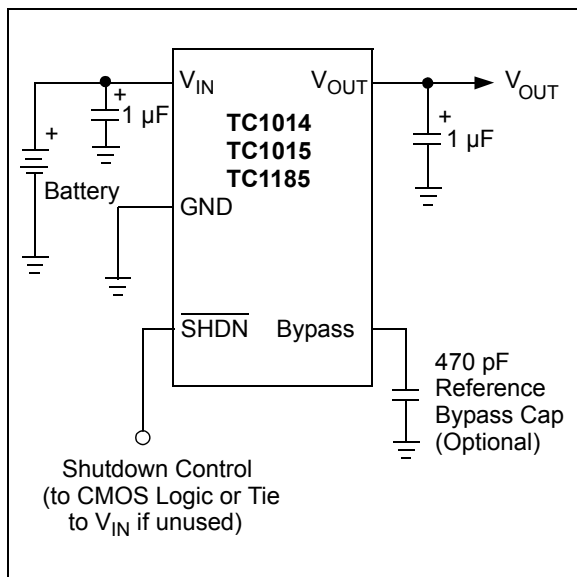 V_IN
V_OUT
V_OUT
+
1 µF
+
1 µF
+
Battery
TC1014
TC1015
TC1185
GND
SHDN
Bypass
470 pF
Reference
Bypass Cap
(Optional)
Shutdown Control
(to CMOS Logic or Tie
to V_IN if unused)